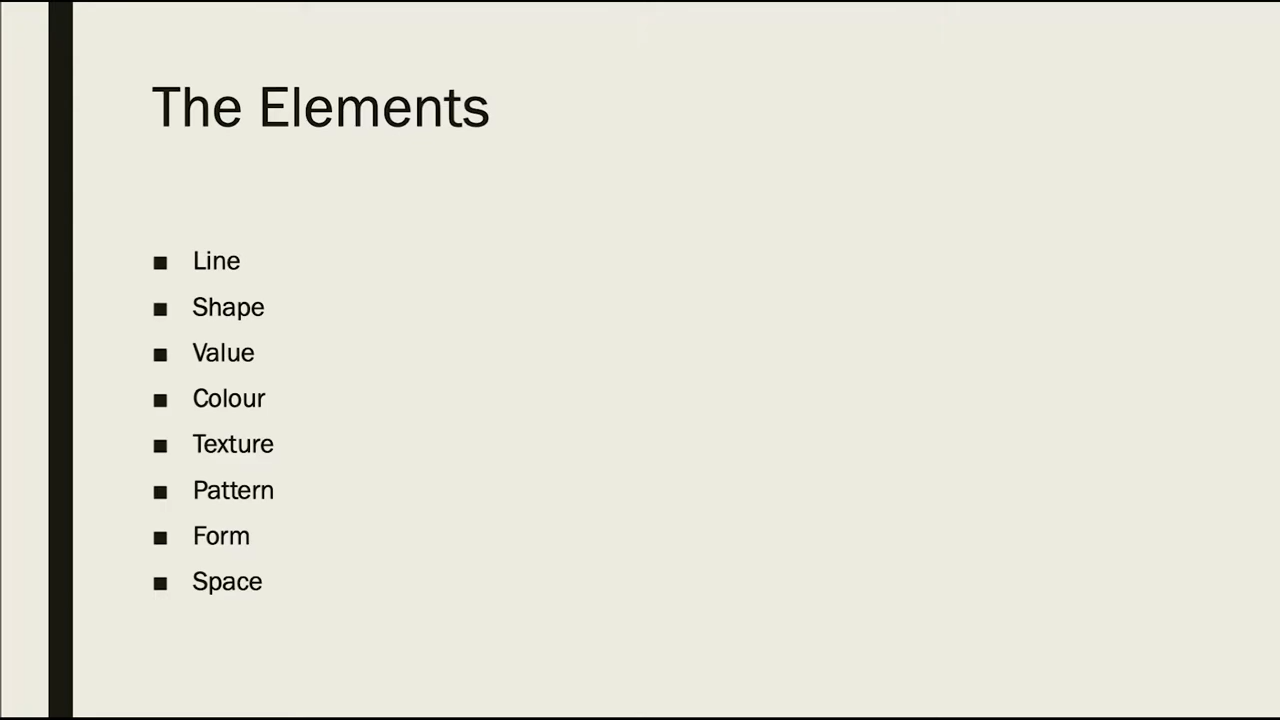 The Elements
Line
Shape
Value
Colour
Texture
Pattern
Form
Space